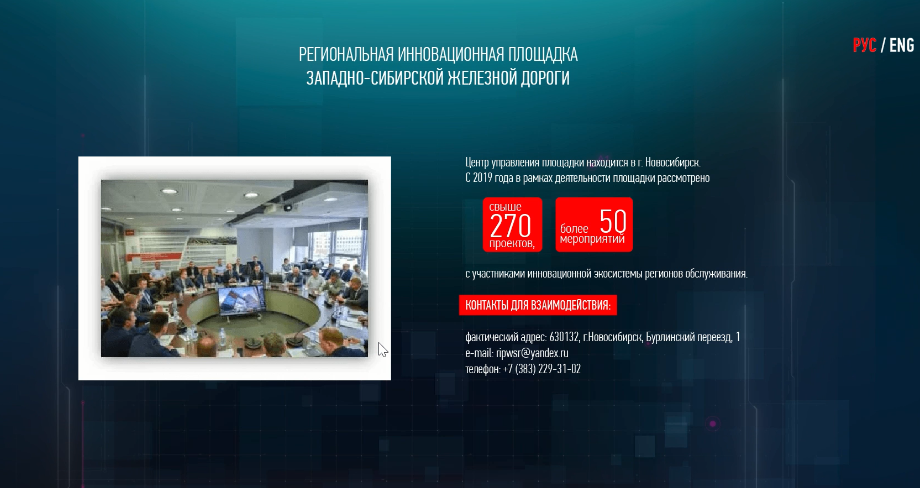 РЕГИОНАЛЬНАЯ ИННОВАЦИОННАЯ ПЛОЩАДКА
ЗАПАДНО-СИБИРСКОЙ ЖЕЛЕЗНОЙ ДОРОГИ
РУС / ENG
Центр управления площадки находится в г. Новосибирск.
С 2019 года в рамках деятельности площадки рассмотрено
свыше
270
проектов,
более 50
мероприятий
с участниками инновационной экосистемы регионов обслуживания.
КОНТАКТЫ ДЛЯ ВЗАИМОДЕЙСТВИЯ:
фактический адрес: 630132, г.Новосибирск, Бурлинский переезд, 1
e-mail: ripwsr@yandex.ru
телефон: +7 (383) 229-31-02